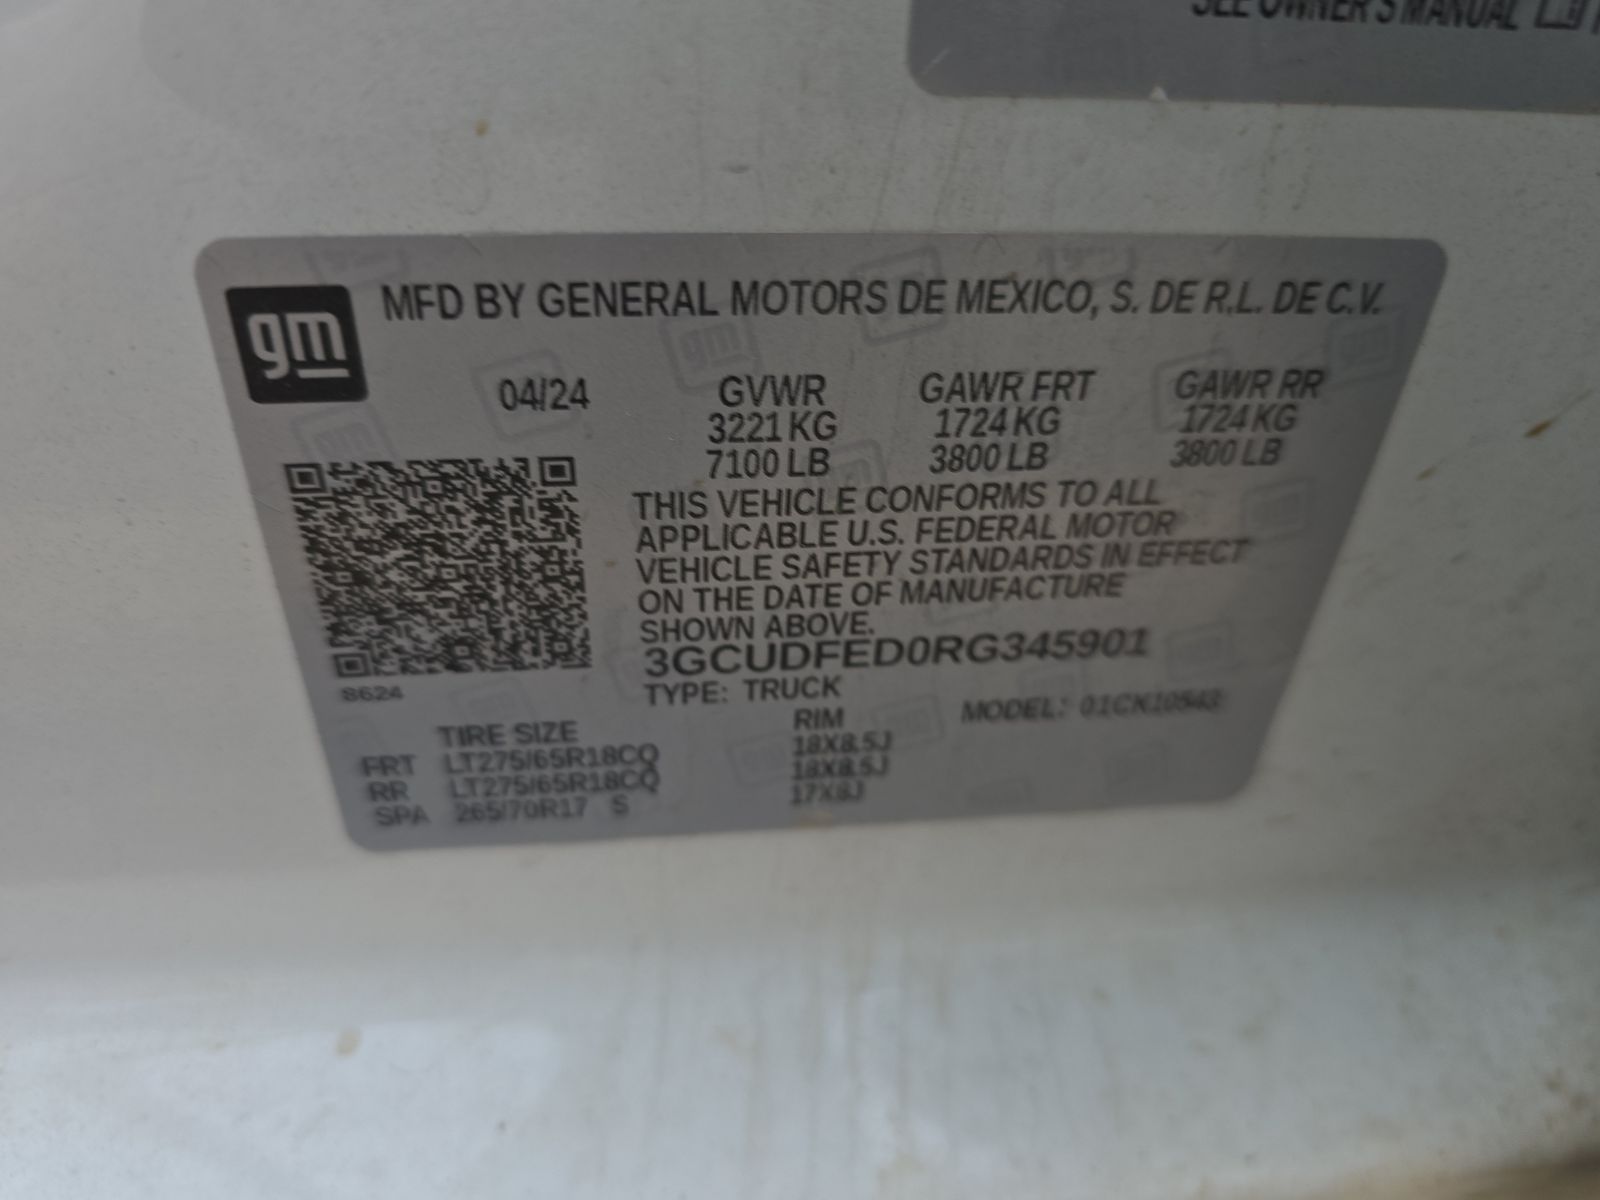 SEE OWNER'S MANUAL
gm
MFD BY GENERAL MOTORS DE MEXICO, S. DE R.L. DE C.V.
04/24 GVWR GAWR FRT GAWR RR
3221 KG 1724 KG 1724 KG
7100 LB 3800 LB 3800 LB
THIS VEHICLE CONFORMS TO ALL
APPLICABLE U.S. FEDERAL MOTOR
VEHICLE SAFETY STANDARDS IN EFFECT
ON THE DATE OF MANUFACTURE
SHOWN ABOVE.
3GCUDFED0RG345901
8624
TYPE: TRUCK
MODEL: 01CK10543
TIRE SIZE RIM
FRT LT275/65R18CQ 18X8.5J
RR LT275/65R18CQ 18X8.5J
SPA 265/70R17 S 17X8J